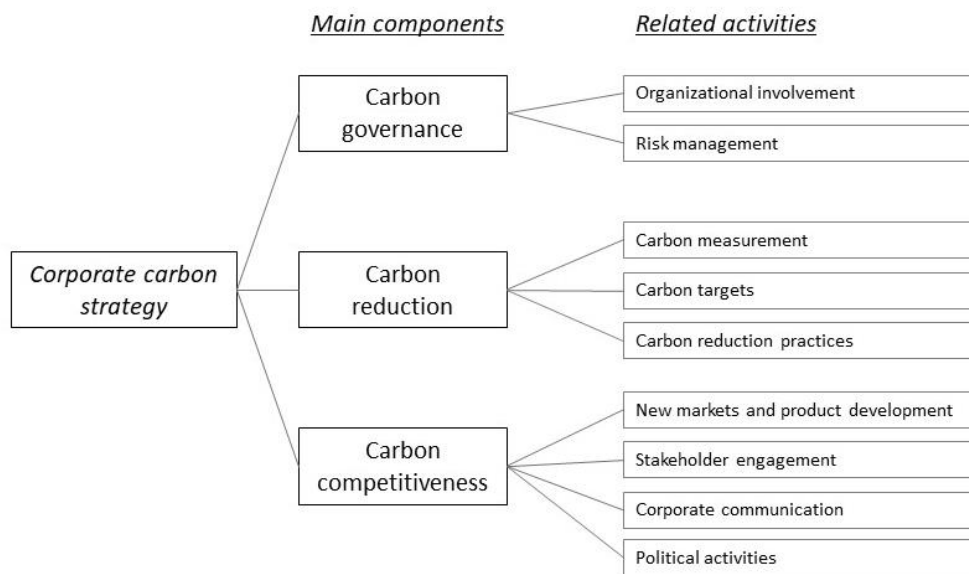 Main components
Related activities
Carbon
governance
Organizational involvement
Risk management
Corporate carbon
strategy
Carbon
reduction
Carbon measurement
Carbon targets
Carbon reduction practices
Carbon
competitiveness
New markets and product development
Stakeholder engagement
Corporate communication
Political activities